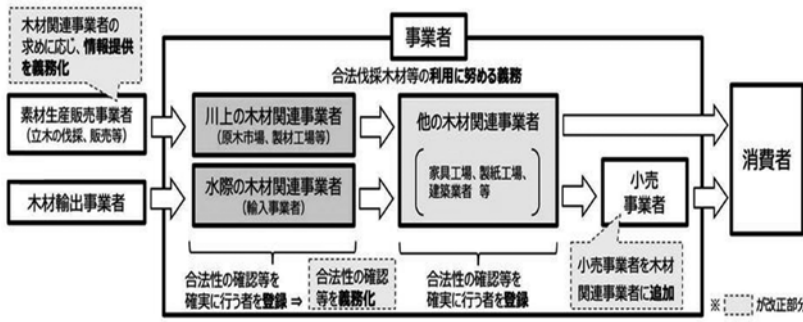 木材関連事業者の
求めに応じ、情報提供
を義務化
事業者
合法伐採木材等の利用に努める義務
素材生産販売事業者
(立木の伐採、販売等)
川上の木材関連事業者
(原木市場、製材工場等)
他の木材関連事業者
家具工場、製紙工場、
建築業者 等
消費者
木材輸出事業者
水際の木材関連事業者
(輸入事業者)
小売
事業者
合法性の確認等を
確実に行う者を登録 ⇒
合法性の確認
等を義務化
合法性の確認等を
確実に行う者を登録
小売事業者を木材
関連事業者に追加
※ が改正部分